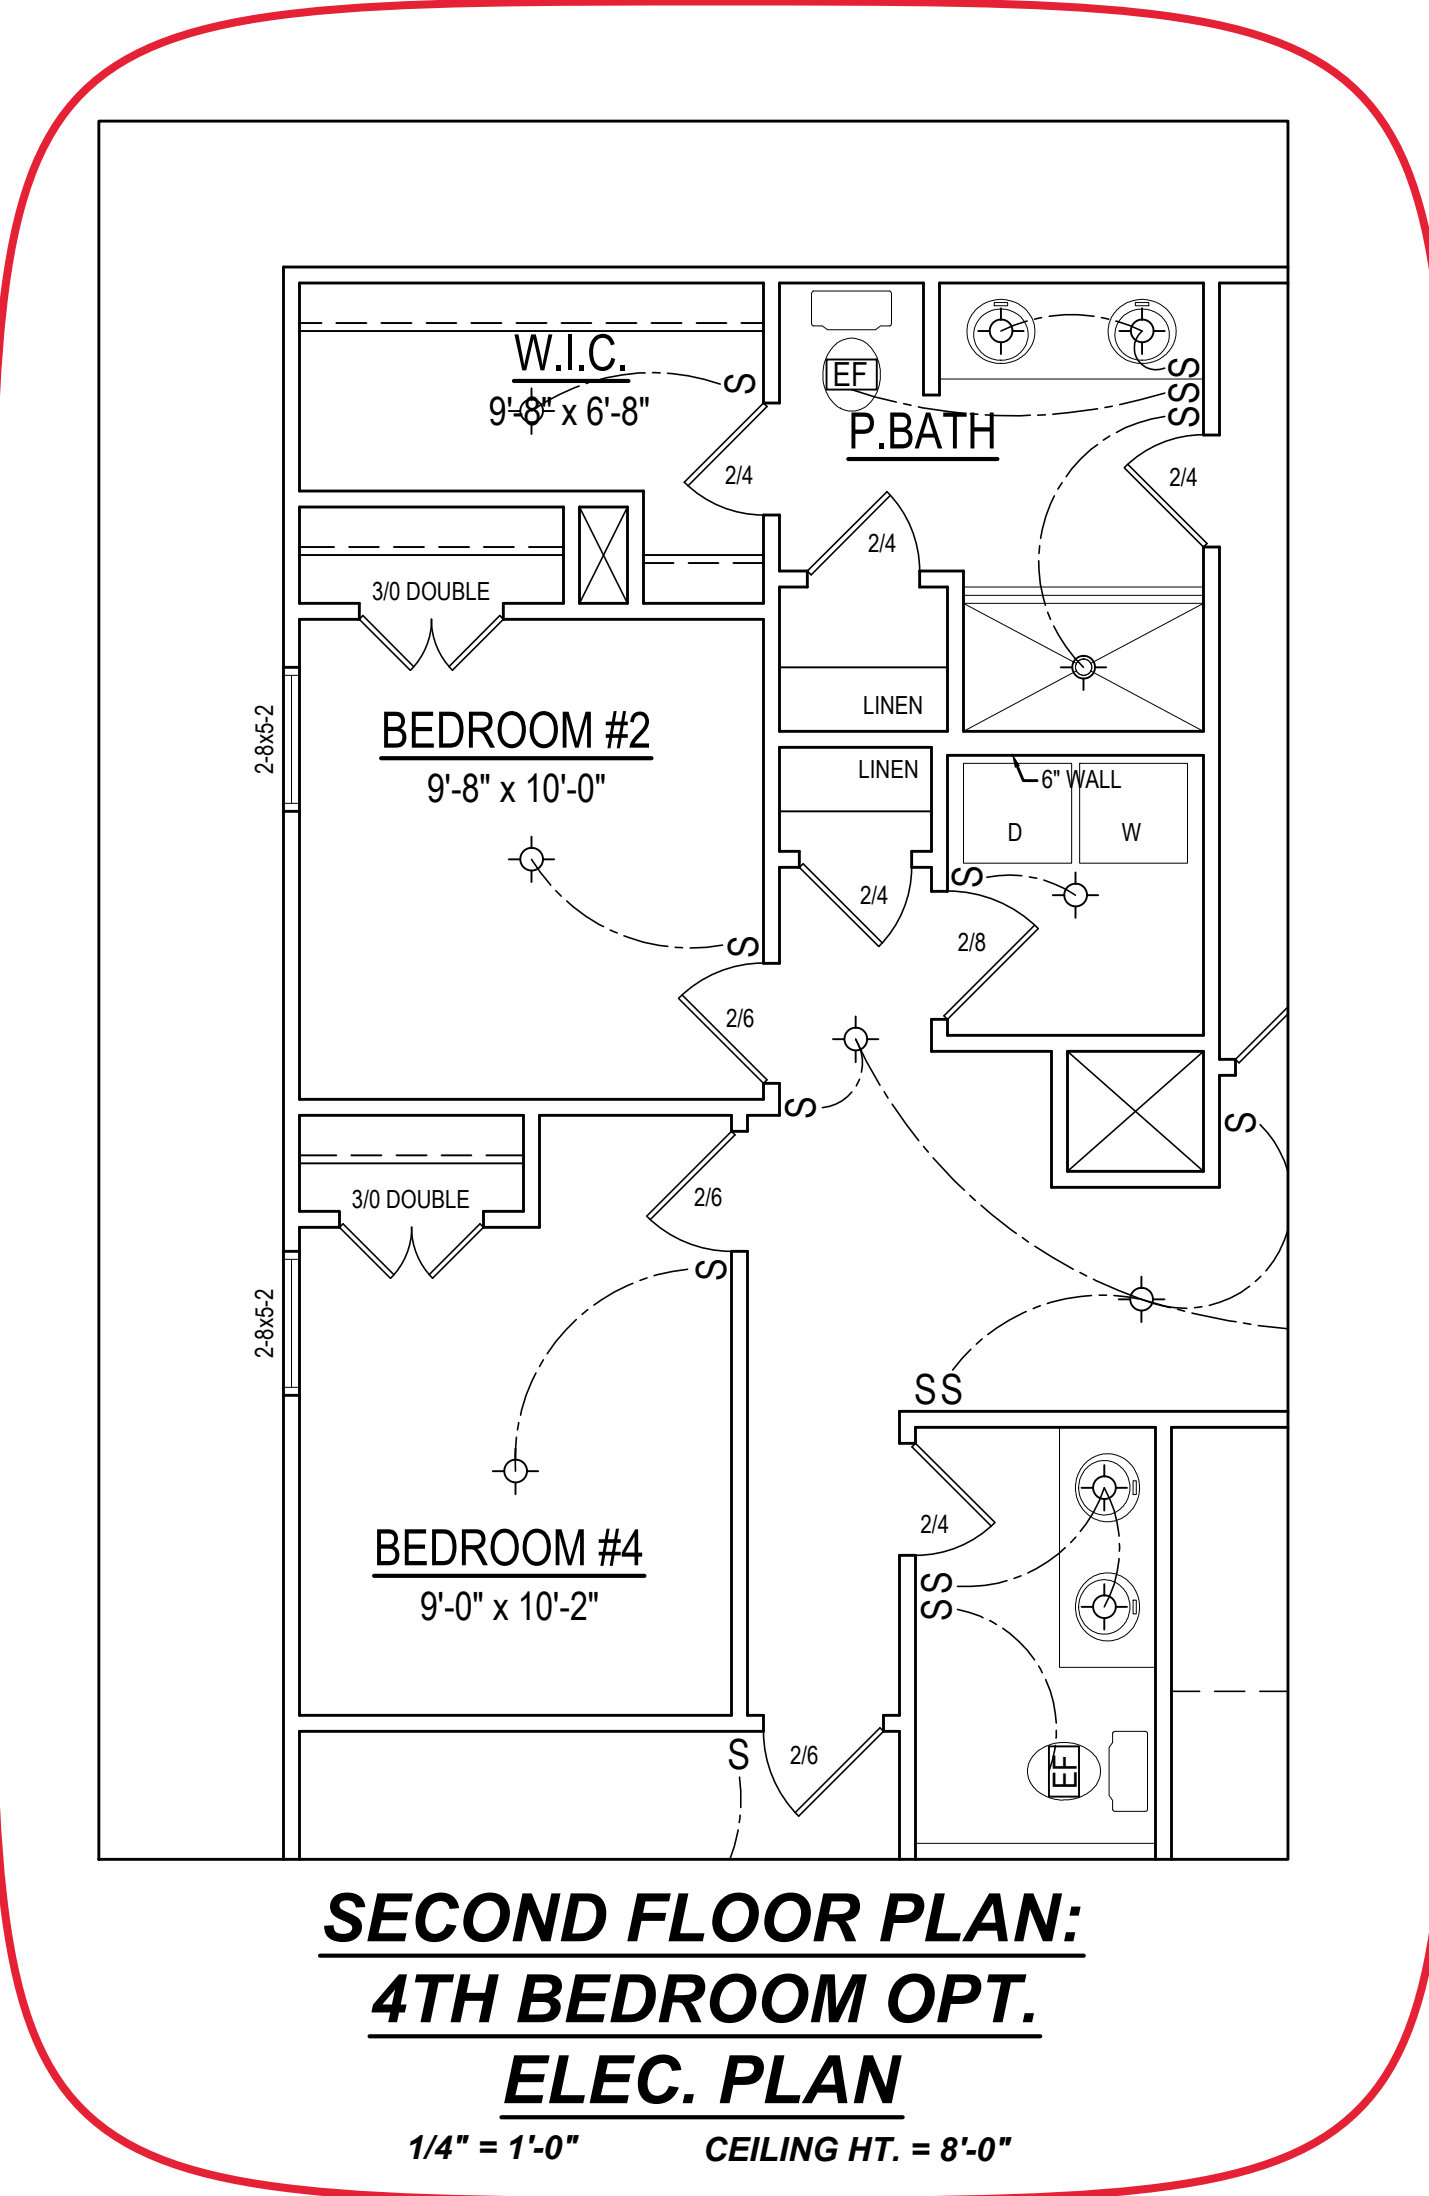 W.I.C.
9'-8" x 6'-8"
S
EF
S
S
S
P.BATH
2/4
2/4
2/4
3/0 DOUBLE
LINEN
BEDROOM #2
9'-8" x 10'-0"
2-8x5-2
LINEN
6" WALL
D
W
S
2/4
S
2/8
2/6
S
S
3/0 DOUBLE
2/6
S
2-8x5-2
SS
2/4
BEDROOM #4
9'-0" x 10'-2"
S
S
S
2/6
EF
SECOND FLOOR PLAN:
4TH BEDROOM OPT.
ELEC. PLAN
1/4" = 1'-0"
CEILING HT. = 8'-0"